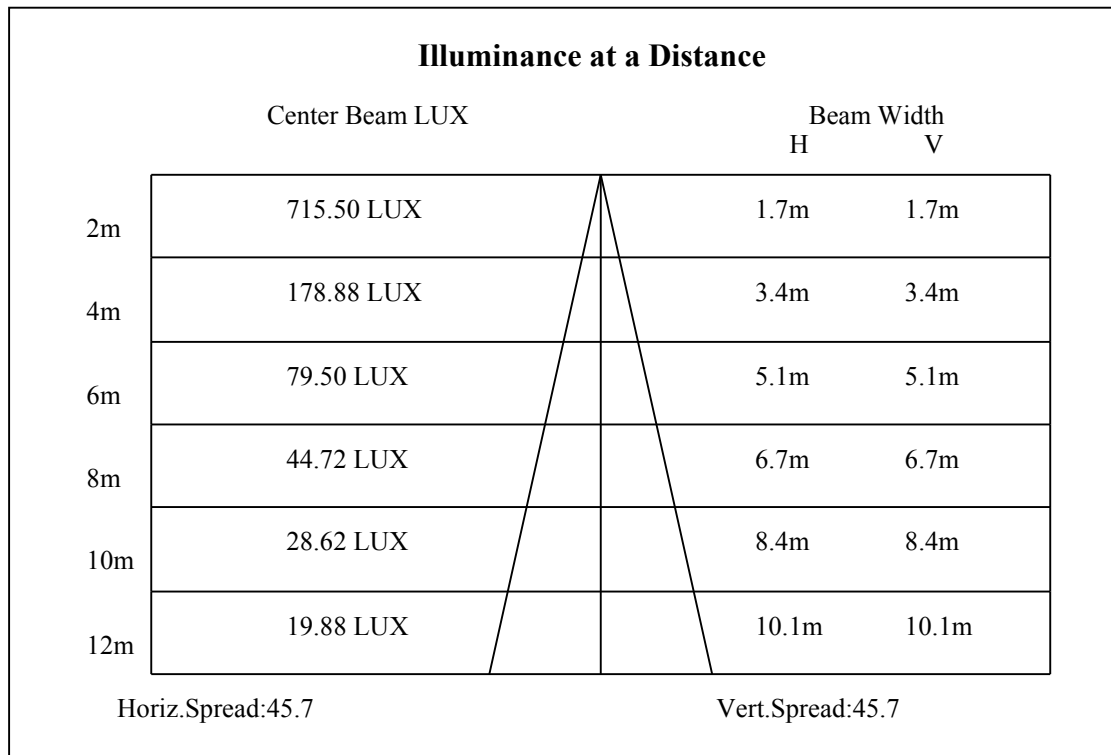 Illuminance at a Distance
Center Beam LUX Beam Width
H V
2m 715.50 LUX 1.7m 1.7m
4m 178.88 LUX 3.4m 3.4m
6m 79.50 LUX 5.1m 5.1m
8m 44.72 LUX 6.7m 6.7m
10m 28.62 LUX 8.4m 8.4m
12m 19.88 LUX 10.1m 10.1m
Horiz.Spread:45.7 Vert.Spread:45.7